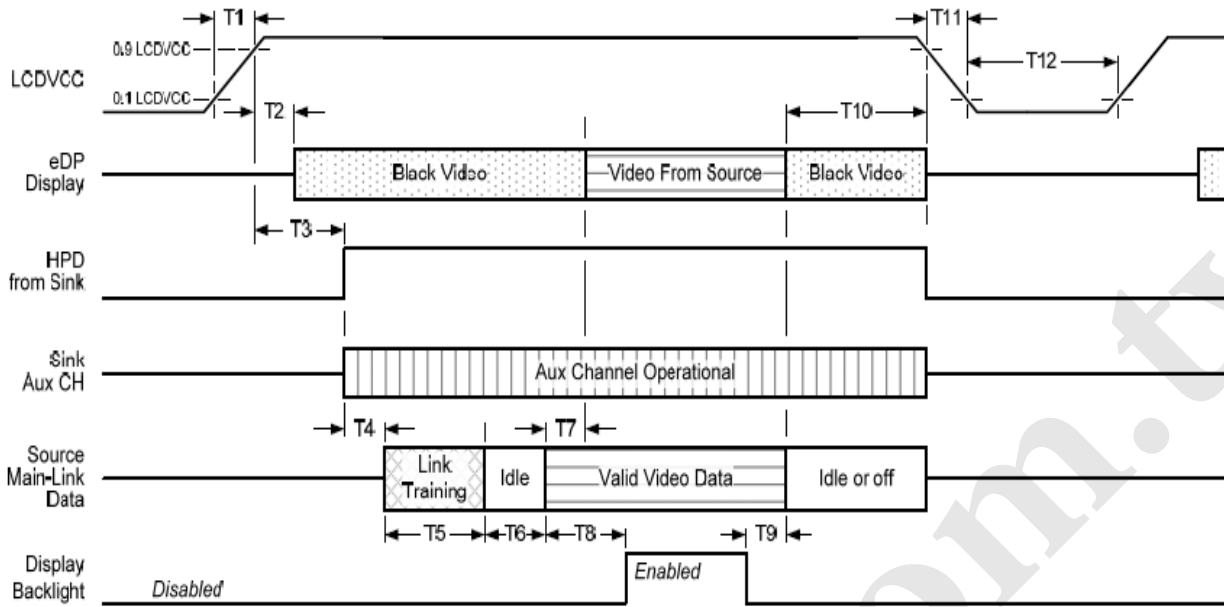 T1
T11
0.9 LCDVCC
LCDVCC
T12
0.1 LCDVCC
T2
T10
eDP
Display
Black Video
Video From Source
Black Video
T3
HPD
from Sink
Sink
Aux CH
Aux Channel Operational
T4
T7
Source
Main-Link
Data
Link
Training
Idle
Valid Video Data
Idle or off
T5
T6
T8
T9
Display
Backlight
Disabled
Enabled
om.t